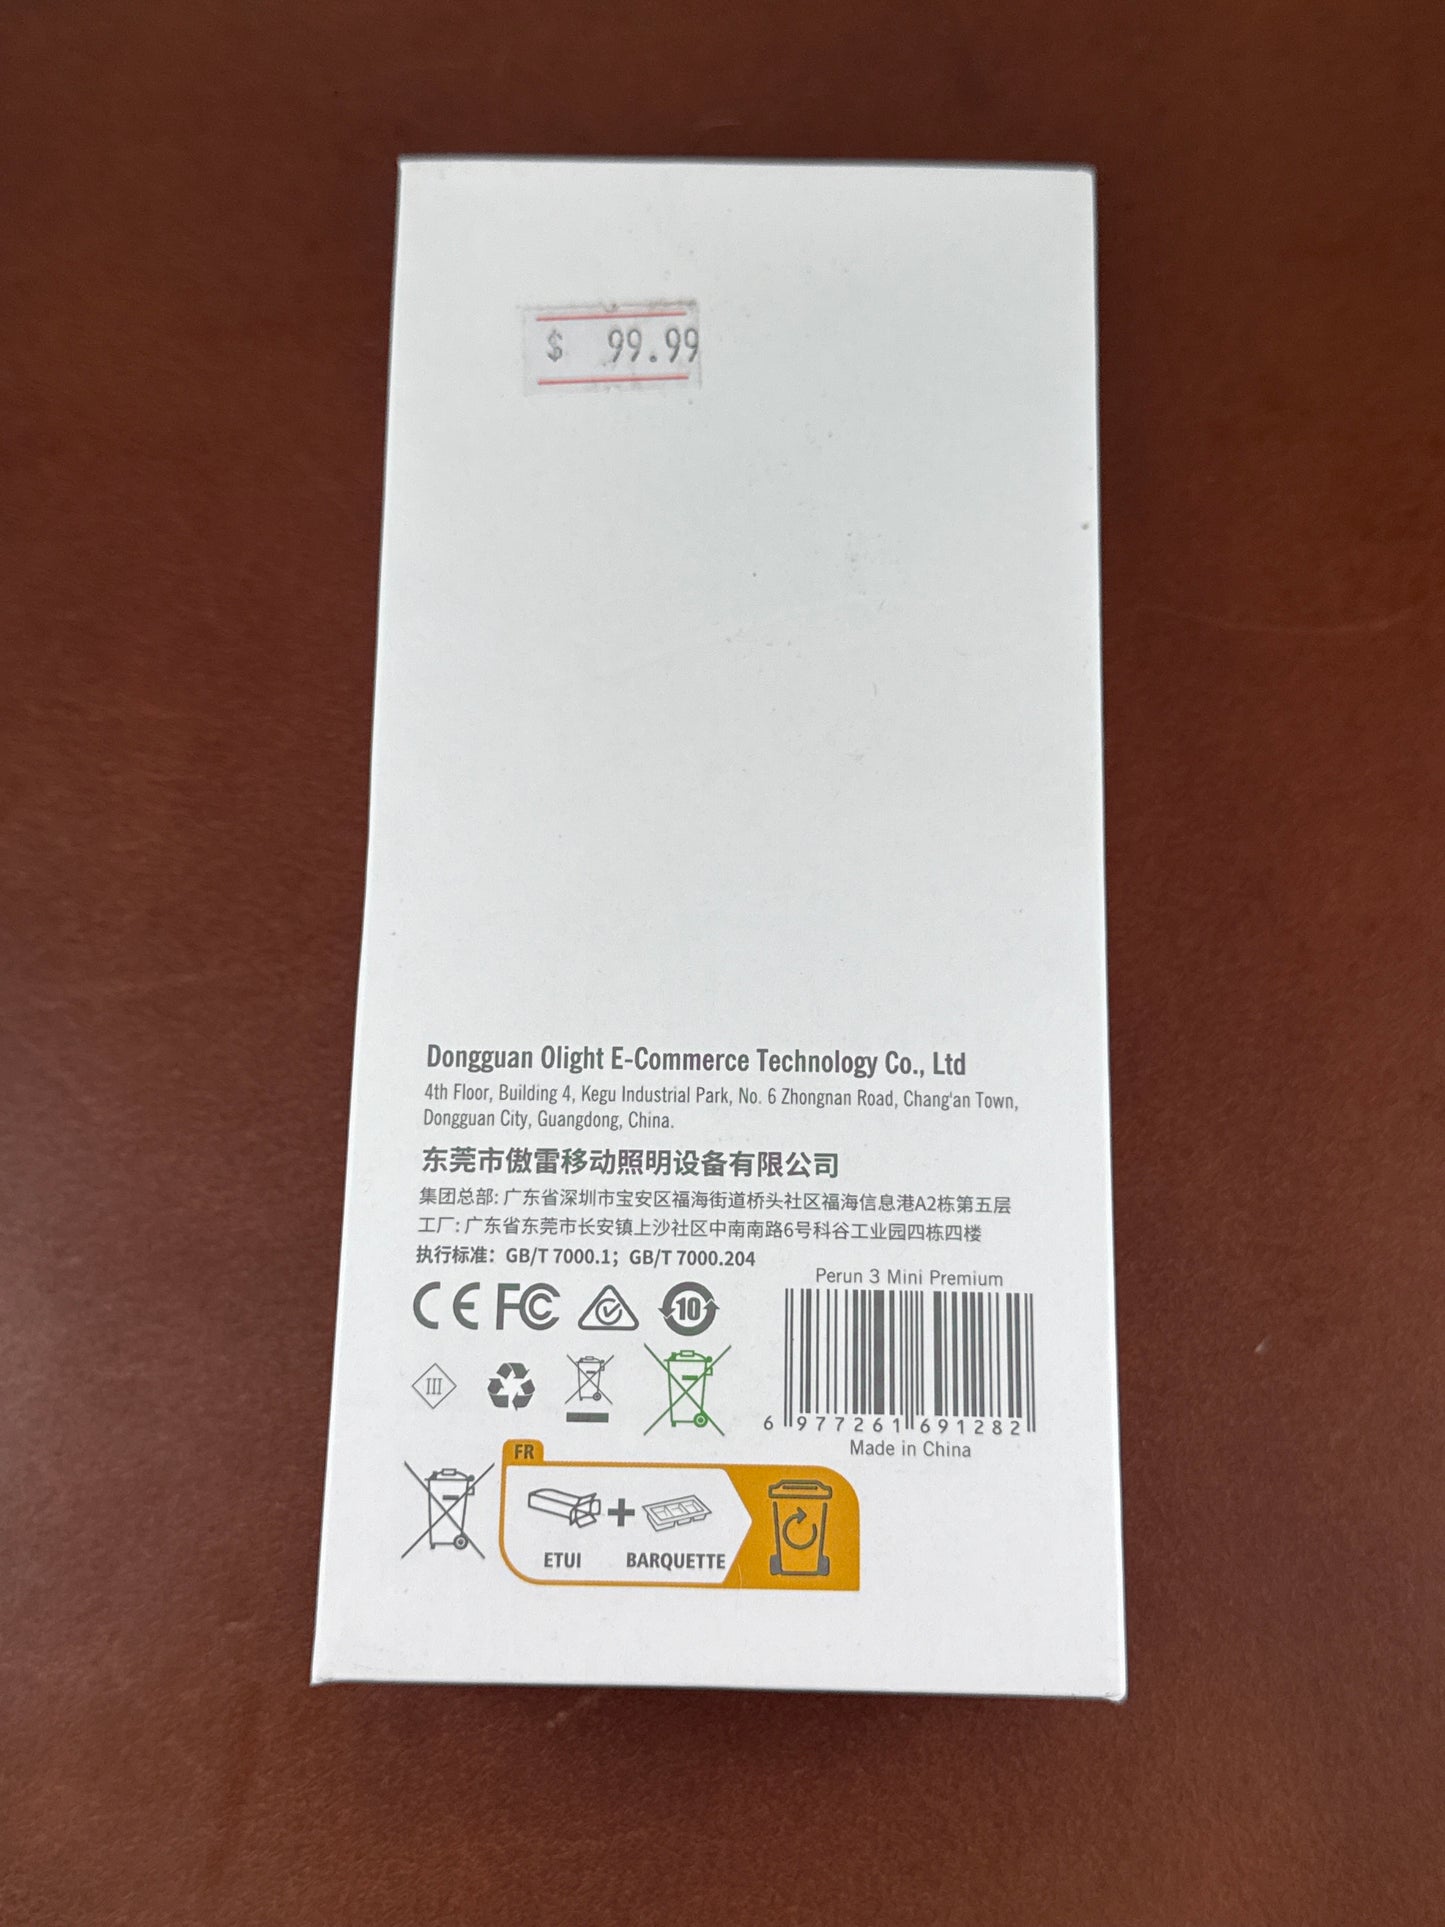 $ 99.99
Dongguan Olight E-Commerce Technology Co., Ltd
4th Floor, Building 4, Kegu Industrial Park, No. 6 Zhongnan Road, Chang'an Town,
Dongguan City, Guangdong, China.
东莞市傲雷移动照明设备有限公司
集团总部: 广东省深圳市宝安区福海街道桥头社区福海信息港A2栋第五层
工厂: 广东省东莞市长安镇上沙社区中南南路6号科谷工业园四栋四楼
执行标准: GB/T 7000.1; GB/T 7000.204
Perun 3 Mini Premium
CE FC 10
III
6 977261 691282
Made in China
FR
ETUI + BARQUETTE